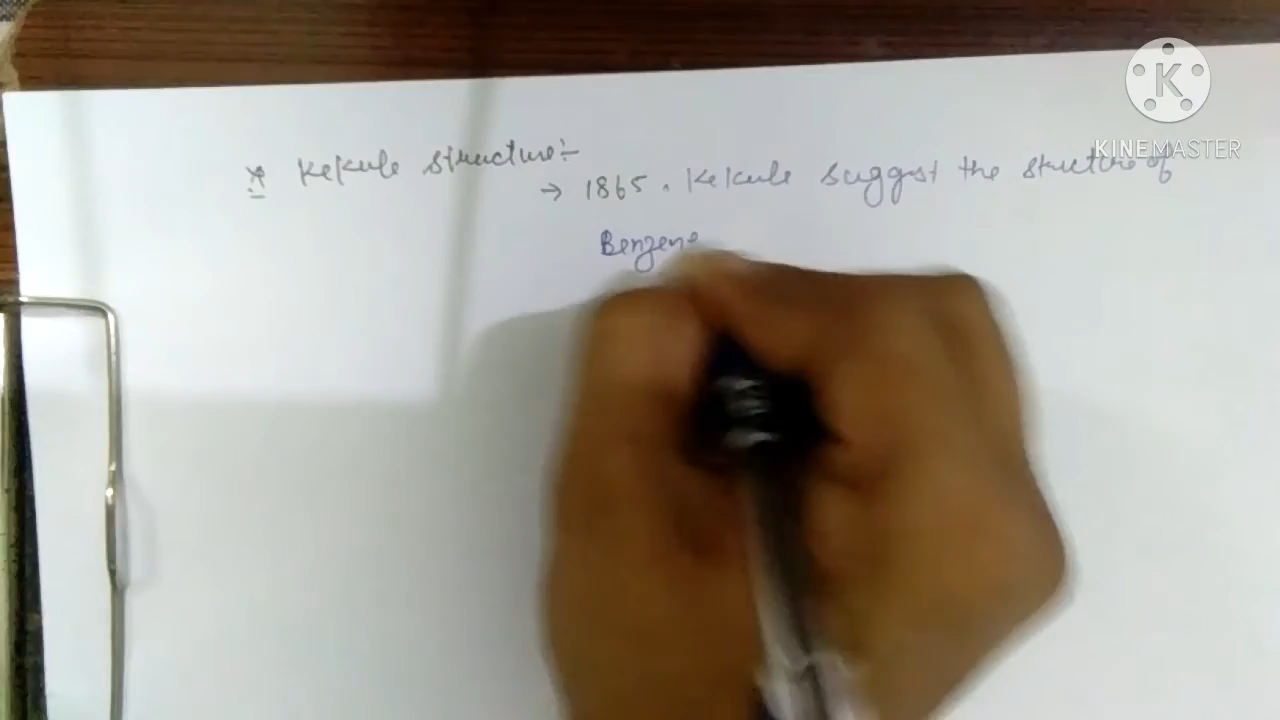 * Kekule structure:-
→ 1865. Kekule suggest the structure of
Benzene
K
KINEMASTER